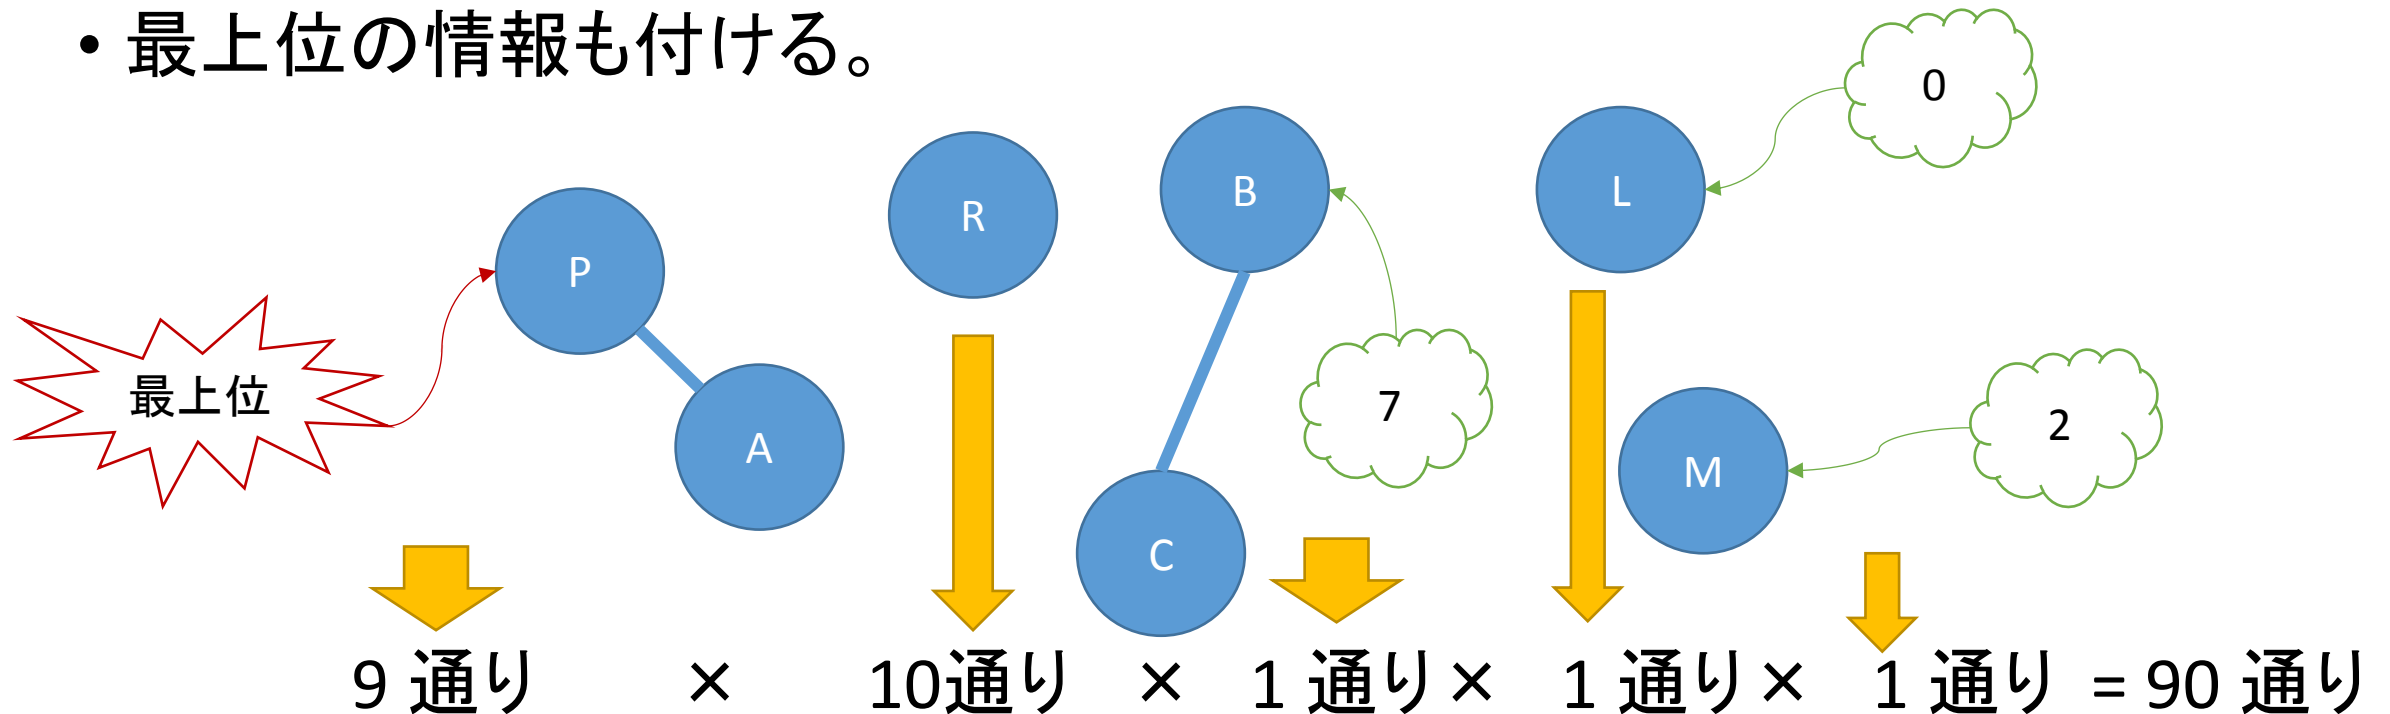 • 最上位の情報も付ける。
0
B
L
R
P
7
最上位
2
A
M
C
9 通り × 10通り × 1 通り × 1 通り × 1 通り = 90 通り